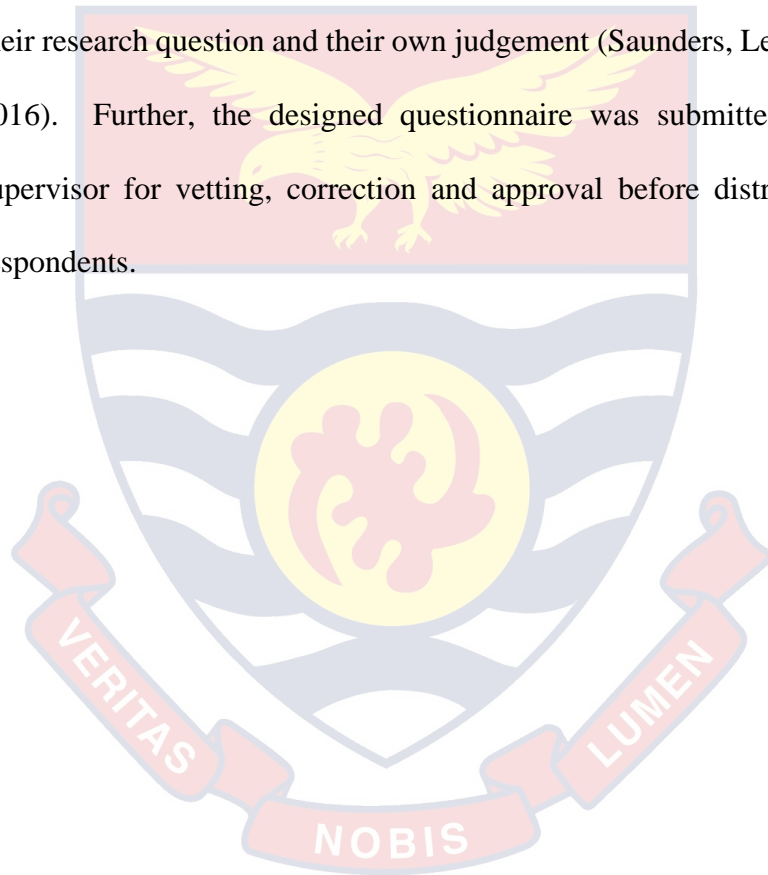 heir research question and their own judgement (Saunders, Le
016). Further, the designed questionnaire was submitte
upervisor for vetting, correction and approval before distr
spondents.
VERITAS
NOBIS
LUMEN